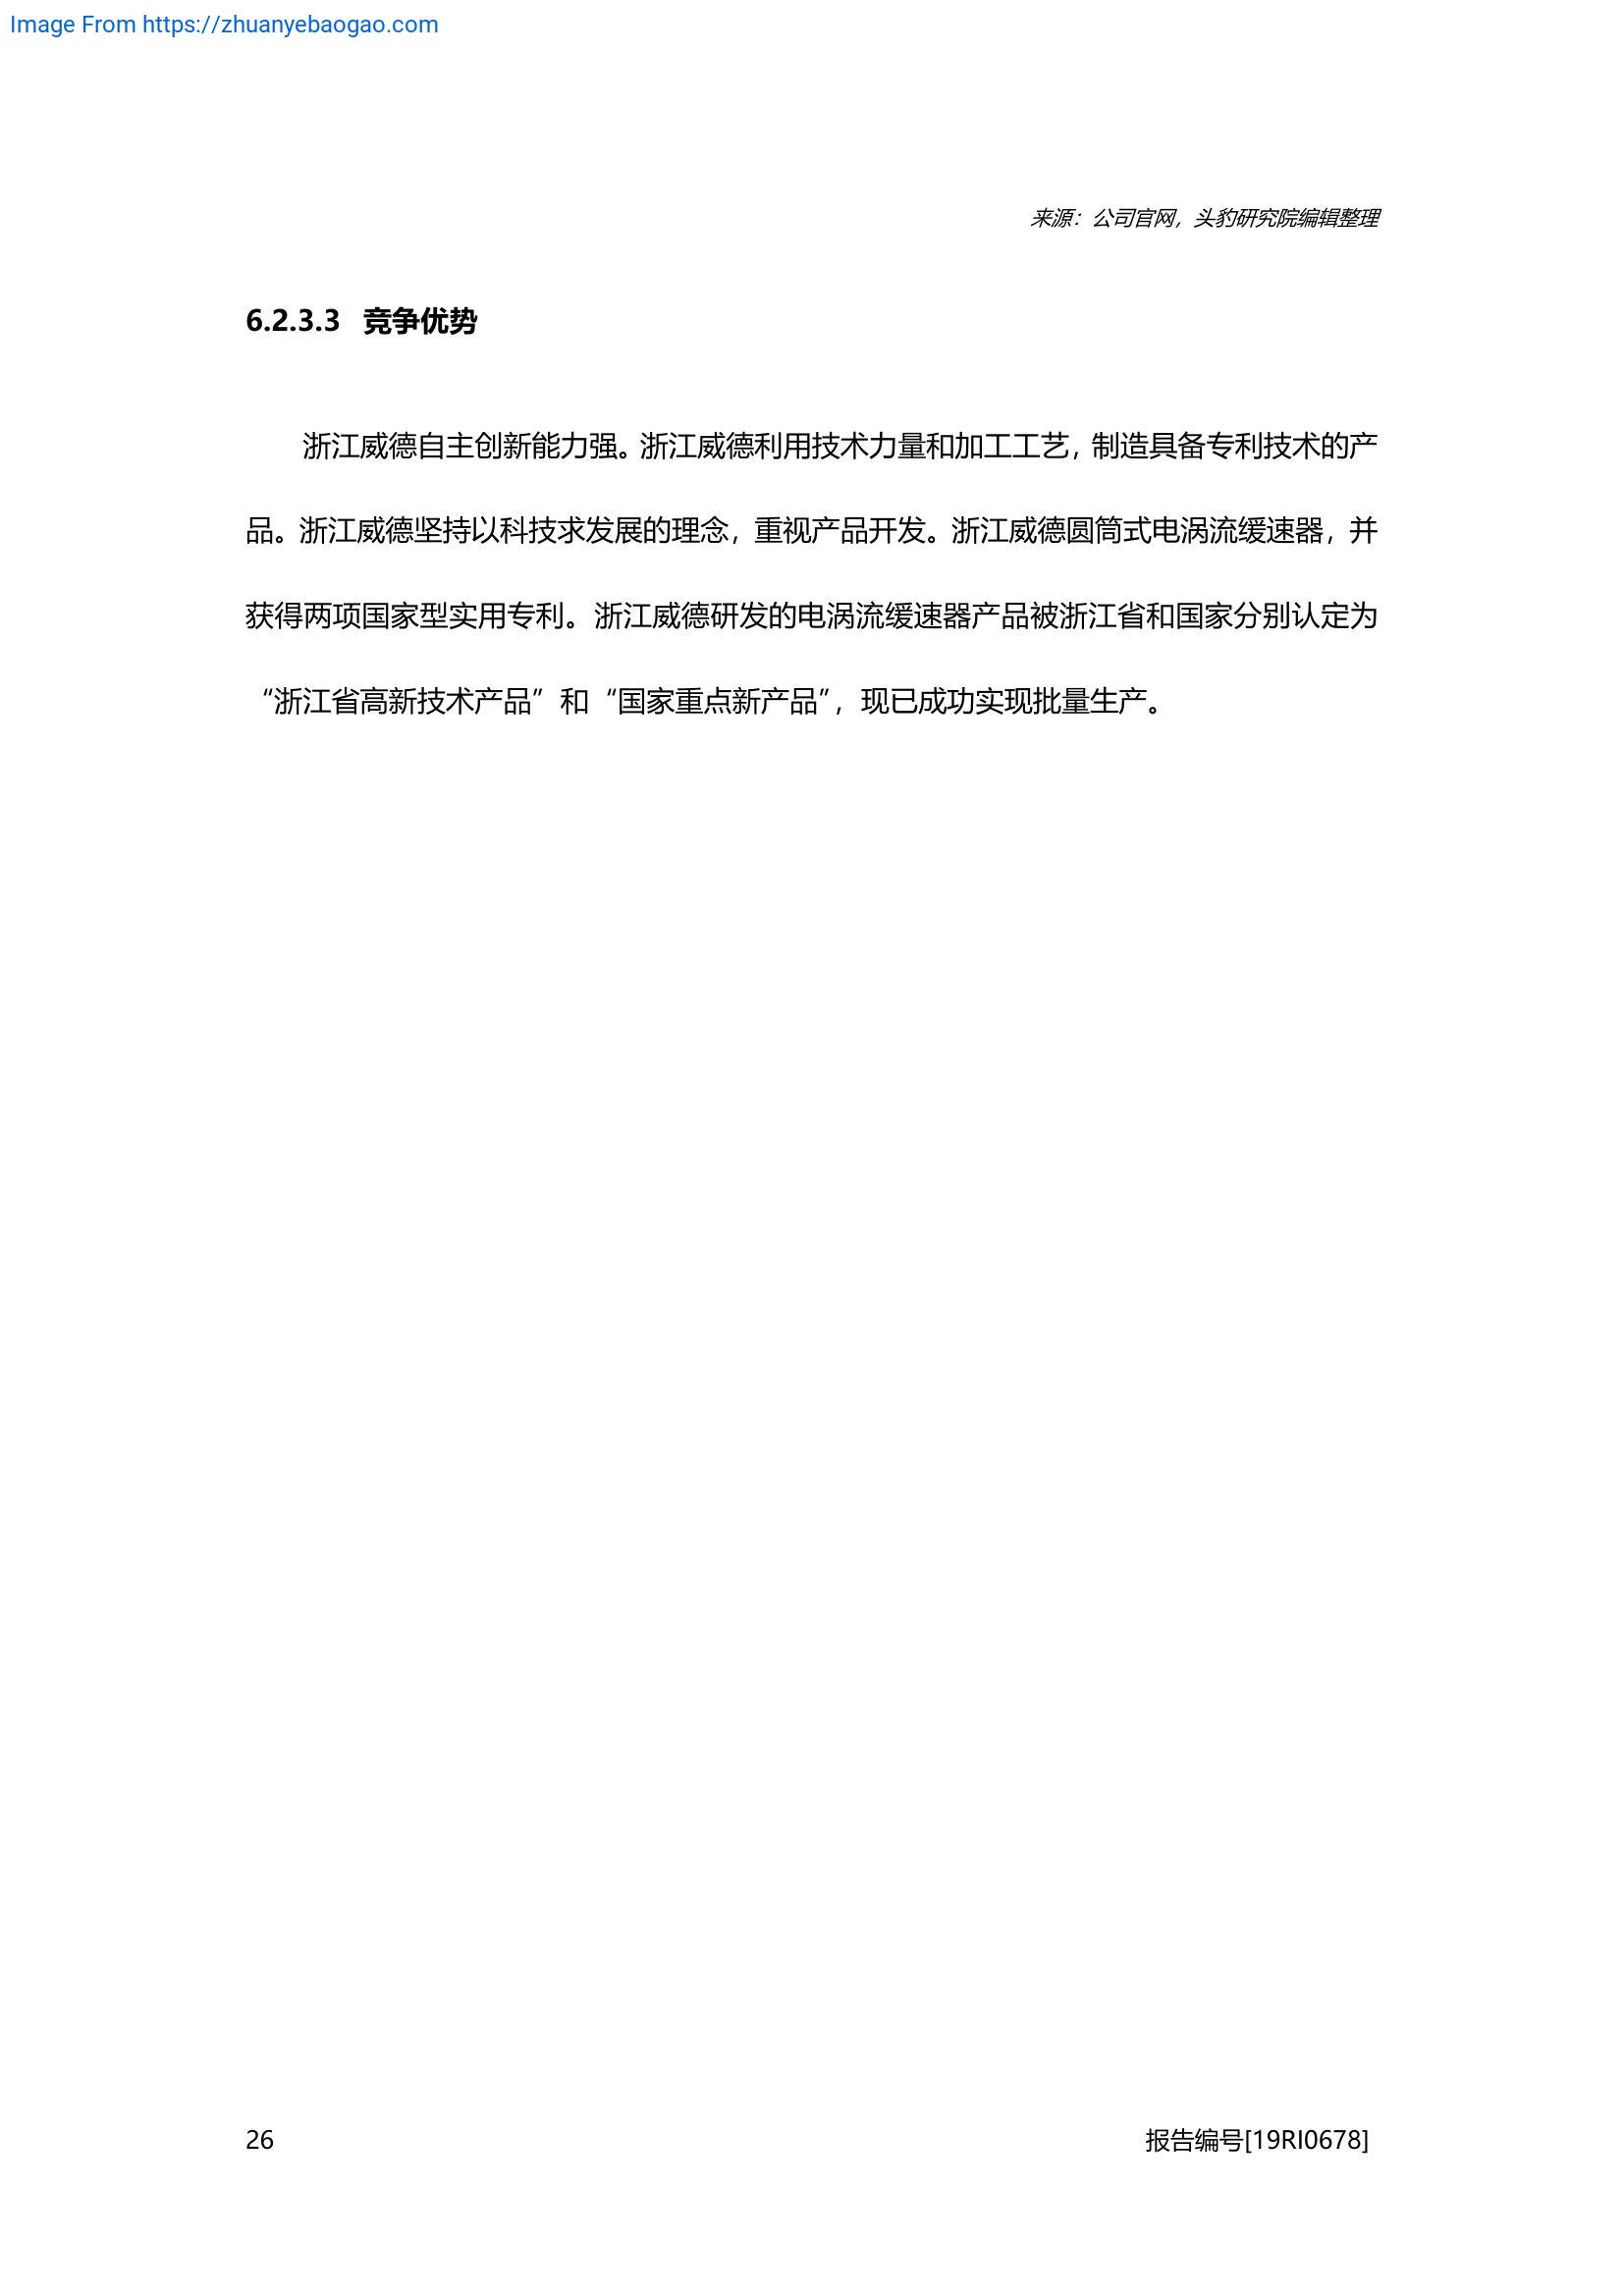 Image From https://zhuanyebaogao.com
来源：公司官网，头豹研究院编辑整理
6.2.3.3 竞争优势
浙江威德自主创新能力强。浙江威德利用技术力量和加工工艺，制造具备专利技术的产
品。浙江威德坚持以科技求发展的理念，重视产品开发。浙江威德圆筒式电涡流缓速器，并
获得两项国家型实用专利。浙江威德研发的电涡流缓速器产品被浙江省和国家分别认定为
“浙江省高新技术产品”和“国家重点新产品”，现已成功实现批量生产。
26
报告编号[19RI0678]